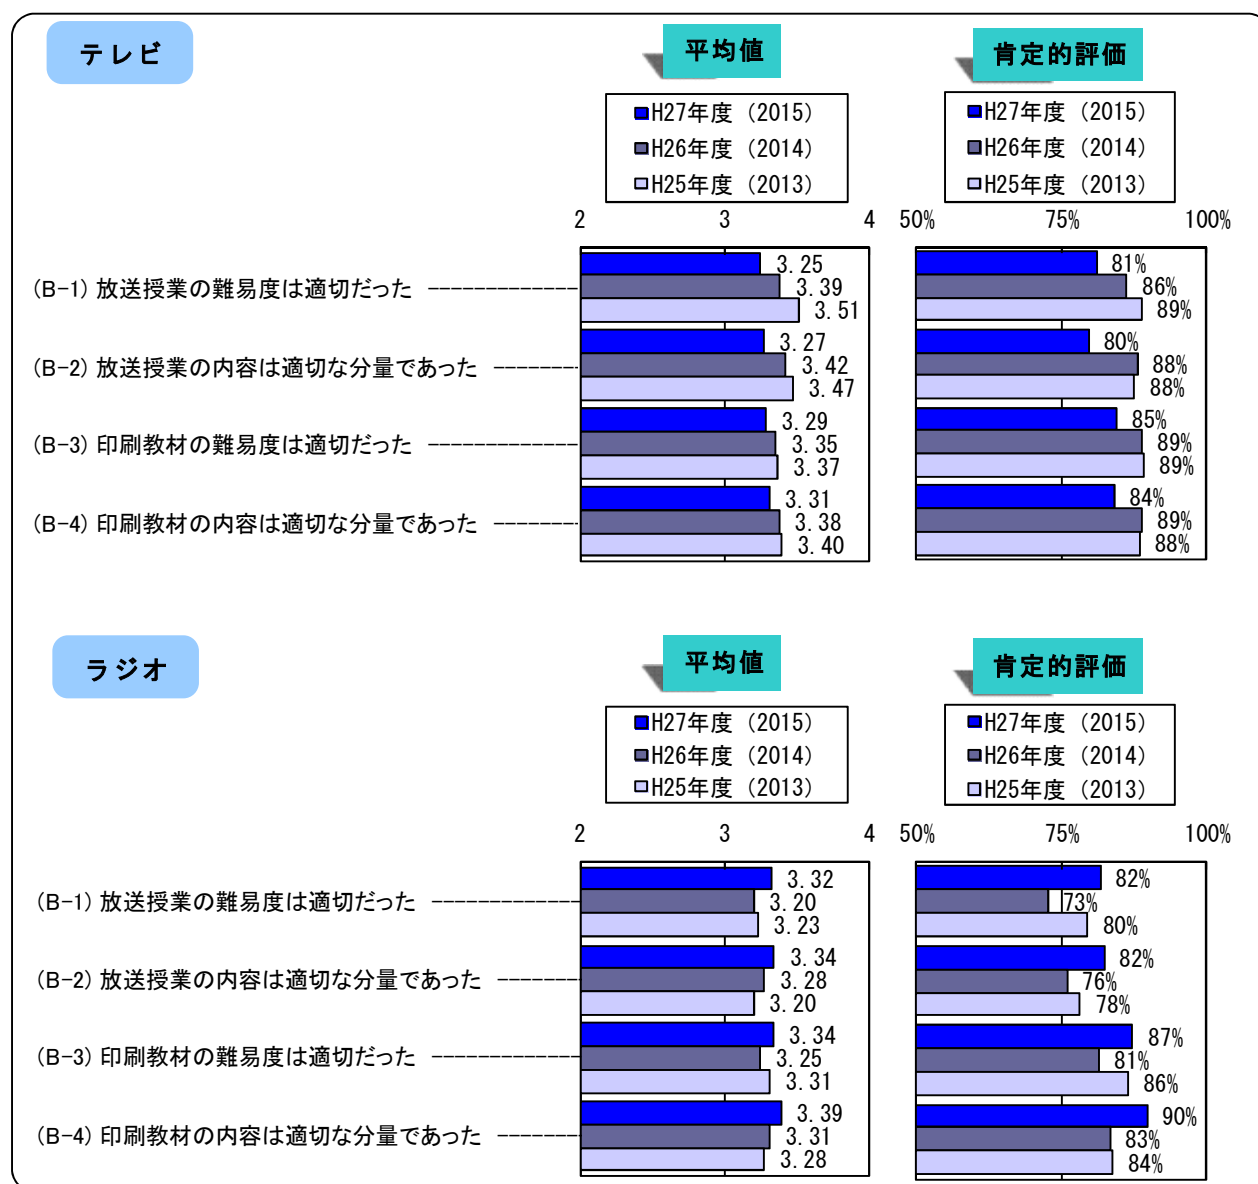 テレビ
平均値
肯定的評価
■H27年度（2015）
■H26年度（2014）
□H25年度（2013）
■H27年度（2015）
■H26年度（2014）
□H25年度（2013）
2 3 4
50% 75% 100%
(B-1) 放送授業の難易度は適切だった
3.25
3.39
3.51
81%
86%
89%
(B-2) 放送授業の内容は適切な分量であった
3.27
3.42
3.47
80%
88%
88%
(B-3) 印刷教材の難易度は適切だった
3.29
3.35
3.37
85%
89%
89%
(B-4) 印刷教材の内容は適切な分量であった
3.31
3.38
3.40
84%
89%
88%
ラジオ
平均値
肯定的評価
■H27年度（2015）
■H26年度（2014）
□H25年度（2013）
■H27年度（2015）
■H26年度（2014）
□H25年度（2013）
2 3 4
50% 75% 100%
(B-1) 放送授業の難易度は適切だった
3.32
3.20
3.23
82%
73%
80%
(B-2) 放送授業の内容は適切な分量であった
3.34
3.28
3.20
82%
76%
78%
(B-3) 印刷教材の難易度は適切だった
3.34
3.25
3.31
87%
81%
86%
(B-4) 印刷教材の内容は適切な分量であった
3.39
3.31
3.28
90%
83%
84%